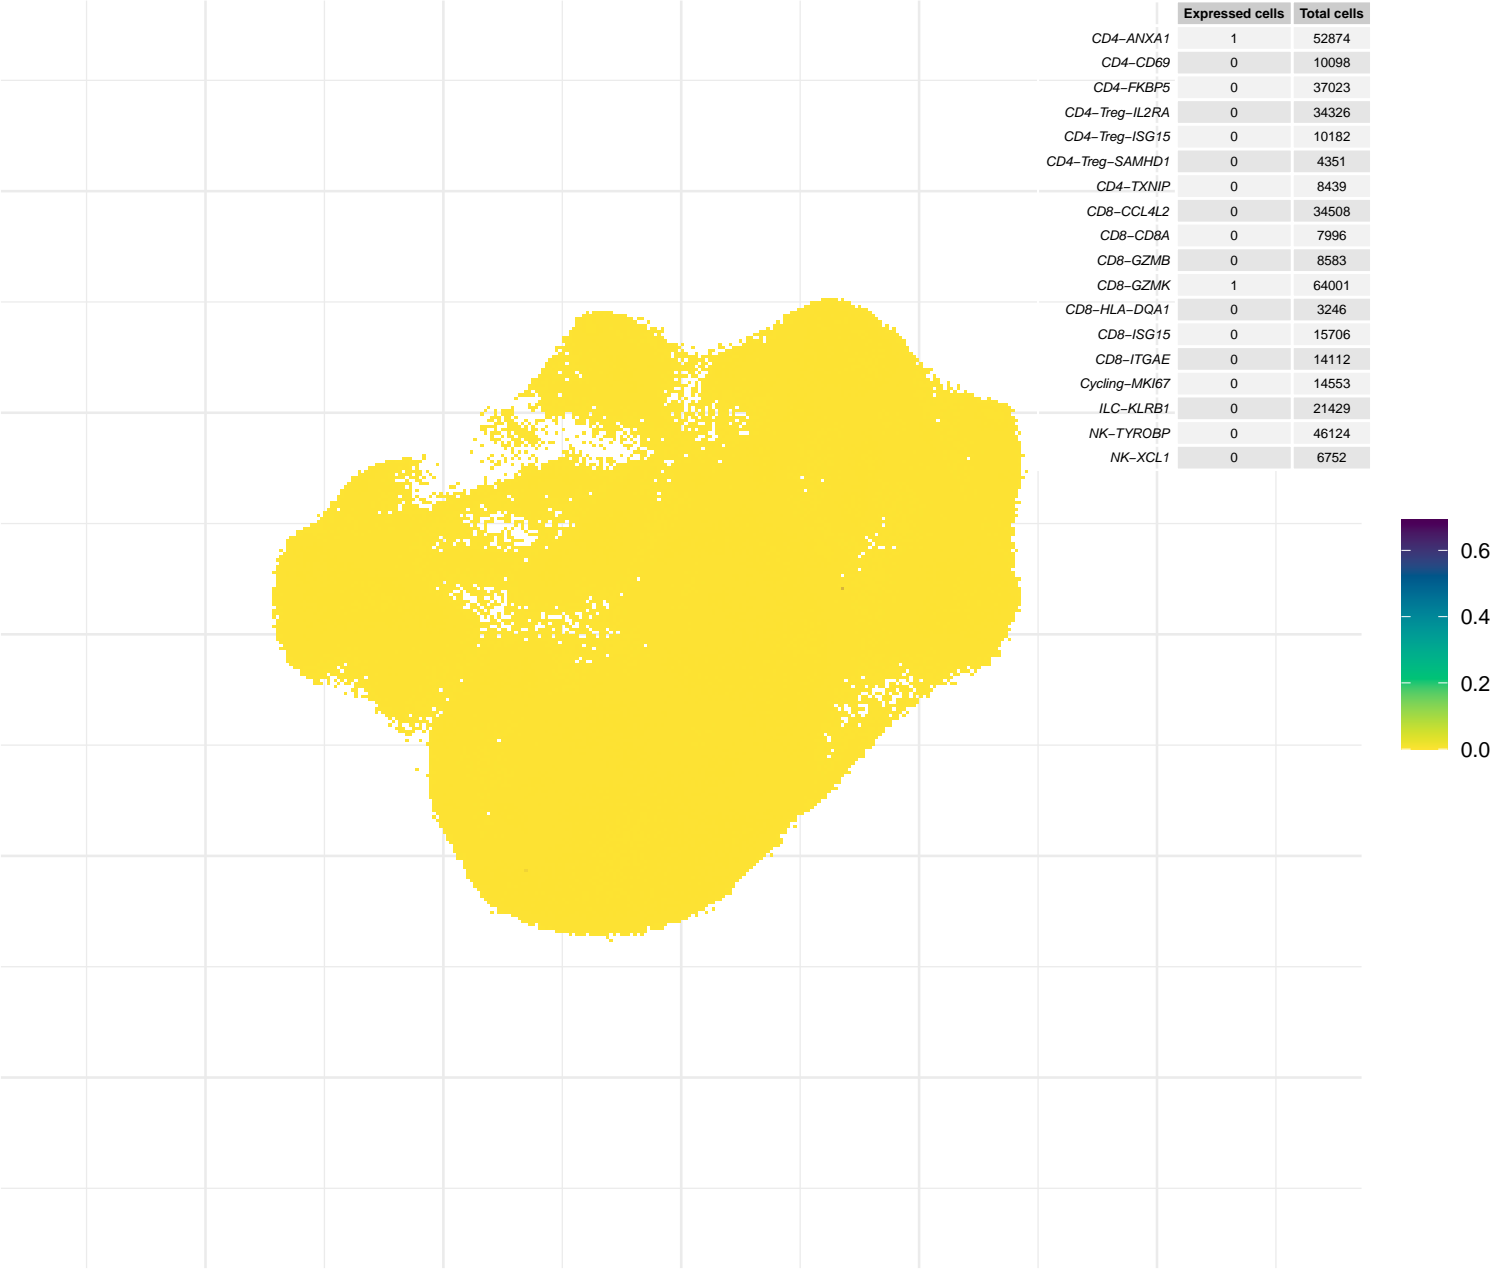 Expressed cells Total cells
CD4−ANXA1 1 52874
CD4−CD69 0 10098
CD4−FKBP5 0 37023
CD4−Treg−IL2RA 0 34326
CD4−Treg−ISG15 0 10182
CD4−Treg−SAMHD1 0 4351
CD4−TXNIP 0 8439
CD8−CCL4L2 0 34508
CD8−CD8A 0 7996
CD8−GZMB 0 8583
CD8−GZMK 1 64001
CD8−HLA−DQA1 0 3246
CD8−ISG15 0 15706
CD8−ITGAE 0 14112
Cycling−MKI67 0 14553
ILC−KLRB1 0 21429
NK−TYROBP 0 46124
NK−XCL1 0 6752
0.6
0.4
0.2
0.0